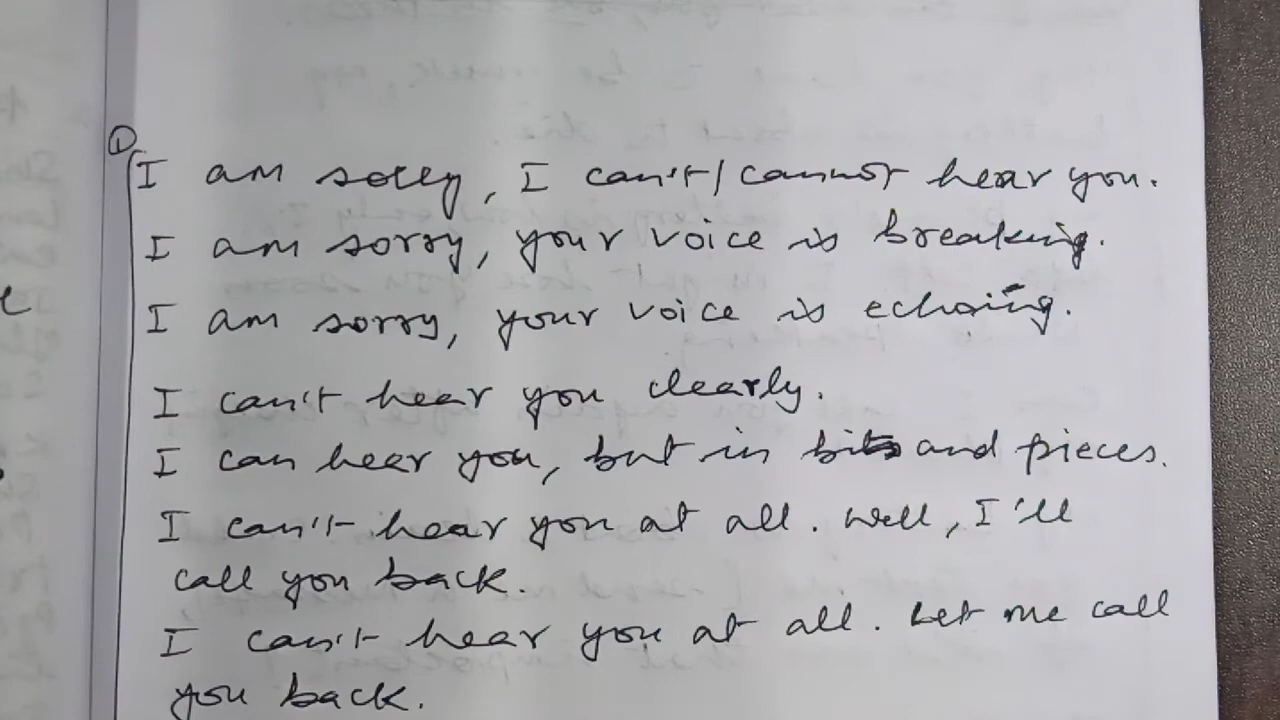 ①
I am sorry, I can't/cannot hear you.
I am sorry, your voice is breaking.
I am sorry, your voice is echoing.
I can't hear you clearly.
I can hear you, but in bits and pieces.
I can't hear you at all. Well, I'll
call you back.
I can't hear you at all. Let me call
you back.